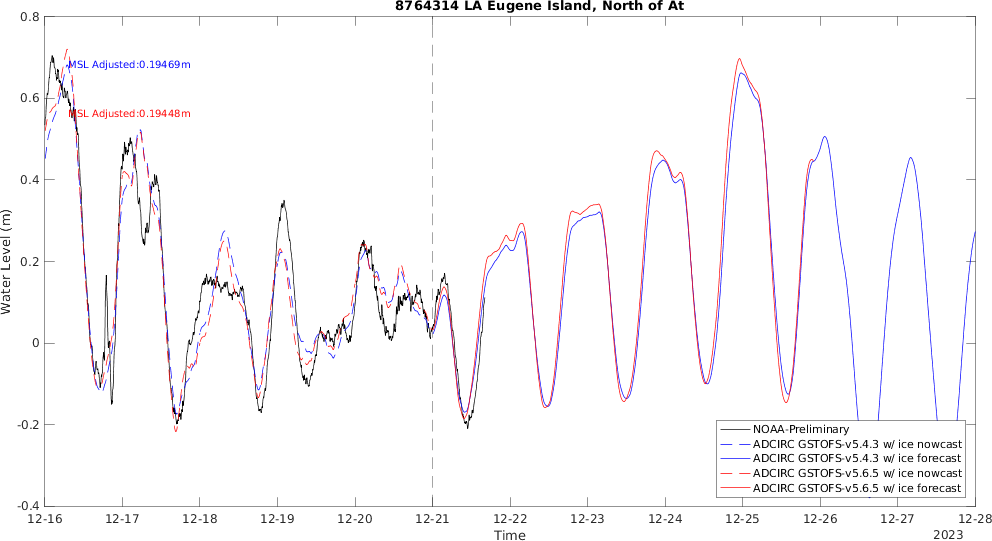 8764314 LA Eugene Island, North of At
Water Level (m)
0.8
0.6
0.4
0.2
0
-0.2
-0.4
MSL Adjusted:0.19469m
MSL Adjusted:0.19448m
NOAA-Preliminary
ADCIRC GSTOFS-v5.4.3 w/ ice nowcast
ADCIRC GSTOFS-v5.4.3 w/ ice forecast
ADCIRC GSTOFS-v5.6.5 w/ ice nowcast
ADCIRC GSTOFS-v5.6.5 w/ ice forecast
12-16 12-17 12-18 12-19 12-20 12-21 12-22 12-23 12-24 12-25 12-26 12-27 12-28
Time
2023